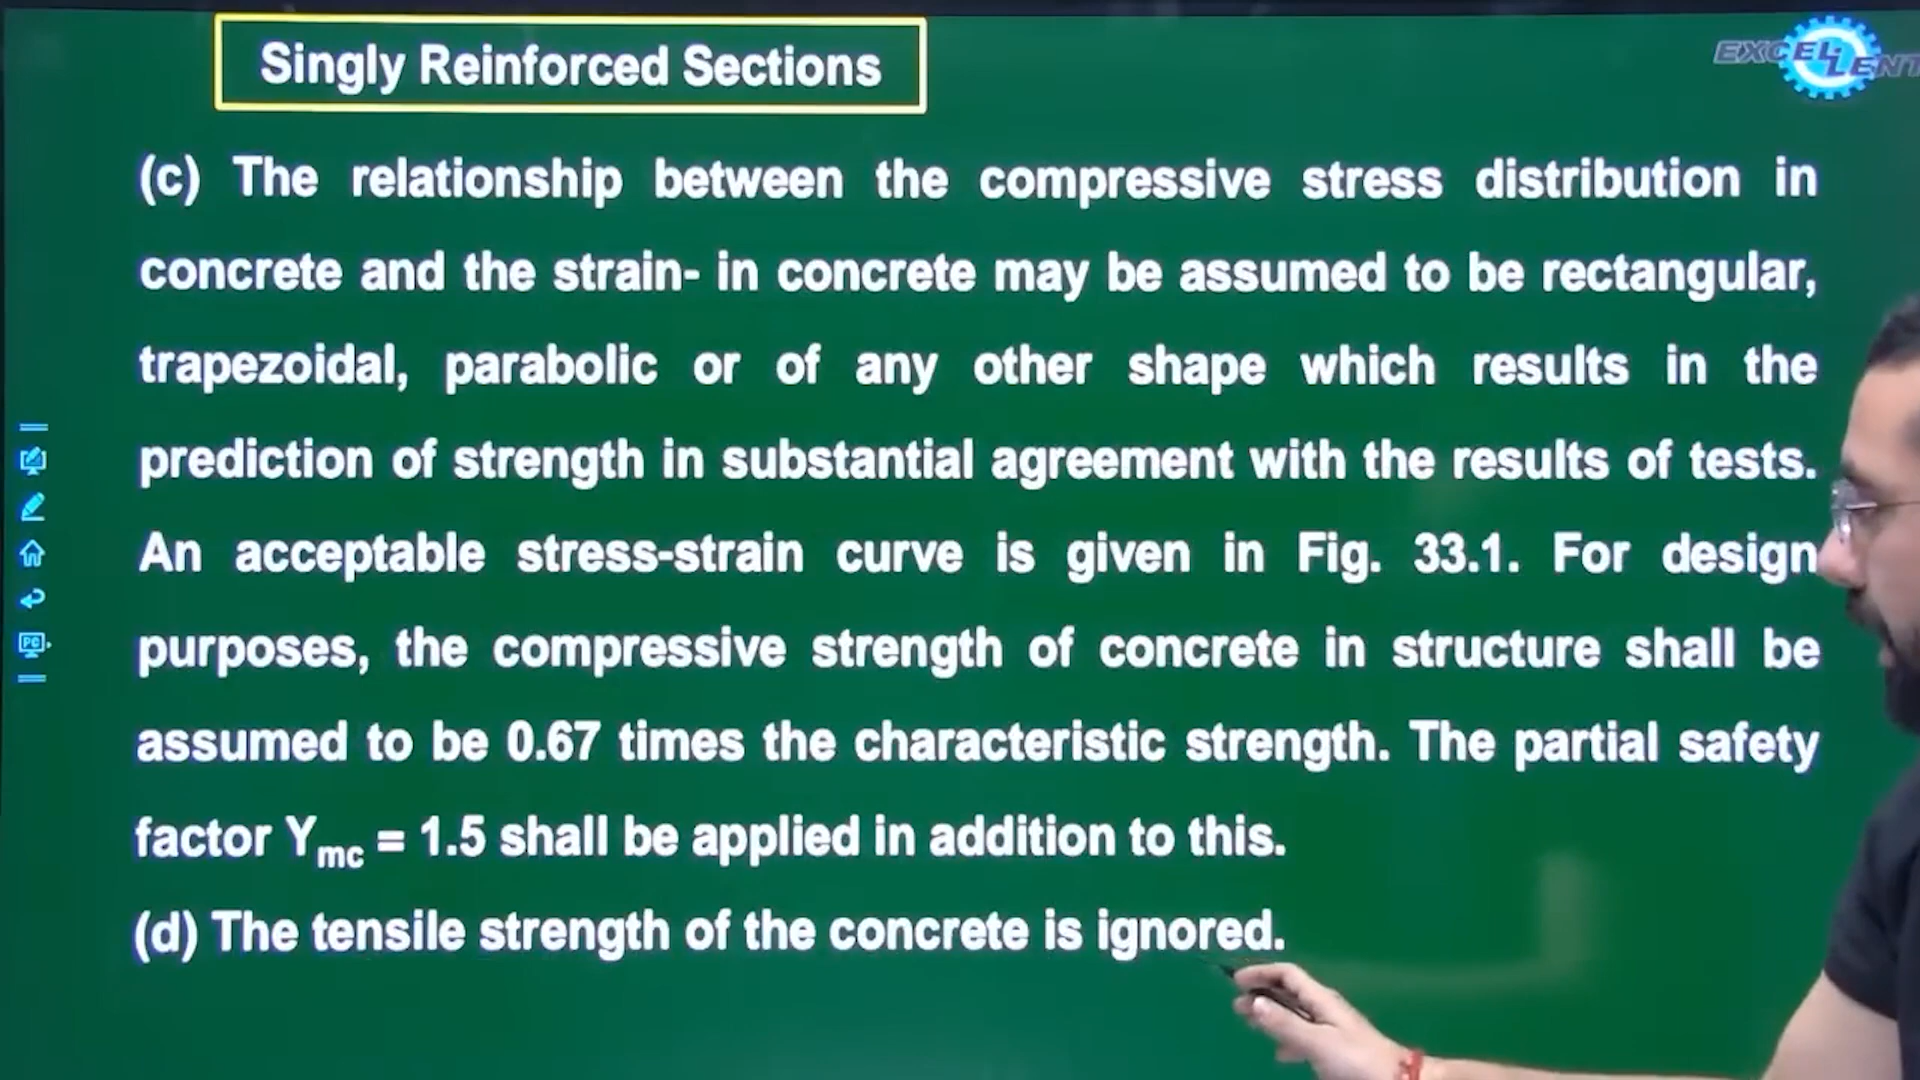 Singly Reinforced Sections
EXCELLENT
(c) The relationship between the compressive stress distribution in
concrete and the strain- in concrete may be assumed to be rectangular,
trapezoidal, parabolic or of any other shape which results in the
prediction of strength in substantial agreement with the results of tests.
An acceptable stress-strain curve is given in Fig. 33.1. For design
purposes, the compressive strength of concrete in structure shall be
assumed to be 0.67 times the characteristic strength. The partial safety
factor Ymc = 1.5 shall be applied in addition to this.
(d) The tensile strength of the concrete is ignored.
PC